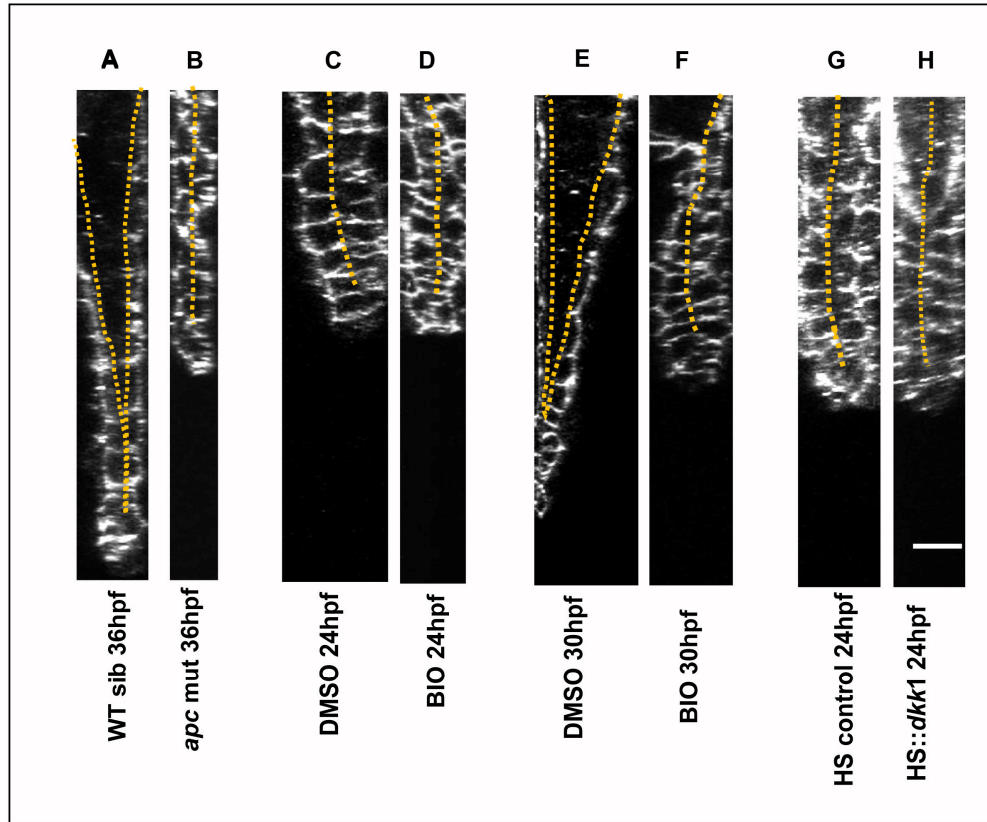 A B C D E F G H
WT sib 36hpf
apc mut 36hpf
DMSO 24hpf
BIO 24hpf
DMSO 30hpf
BIO 30hpf
HS control 24hpf
HS::dkk1 24hpf